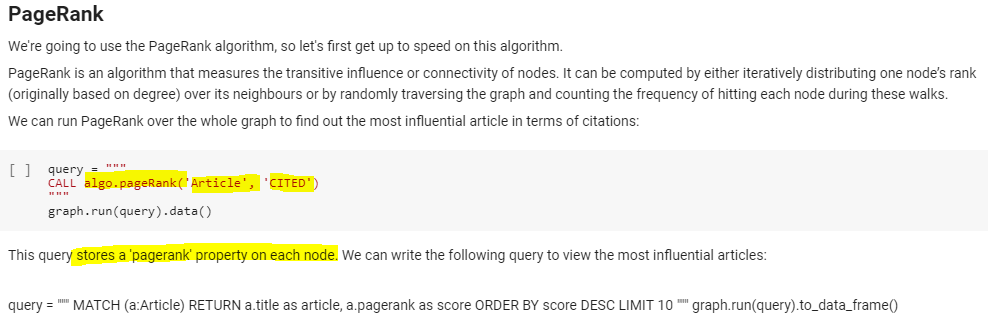 PageRank
We're going to use the PageRank algorithm, so let's first get up to speed on this algorithm.
PageRank is an algorithm that measures the transitive influence or connectivity of nodes. It can be computed by either iteratively distributing one node’s rank
(originally based on degree) over its neighbours or by randomly traversing the graph and counting the frequency of hitting each node during these walks.
We can run PageRank over the whole graph to find out the most influential article in terms of citations:
[ ] query = """
CALL algo.pageRank('Article', 'CITED')
"""
graph.run(query).data()
This query stores a 'pagerank' property on each node. We can write the following query to view the most influential articles:
query = """ MATCH (a:Article) RETURN a.title as article, a.pagerank as score ORDER BY score DESC LIMIT 10 """ graph.run(query).to_data_frame()